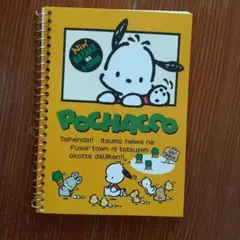 POCHACCO
Taihenda!! itsumo heiwa na
Fuwa town ni totsuzen
okotta daijiken!!